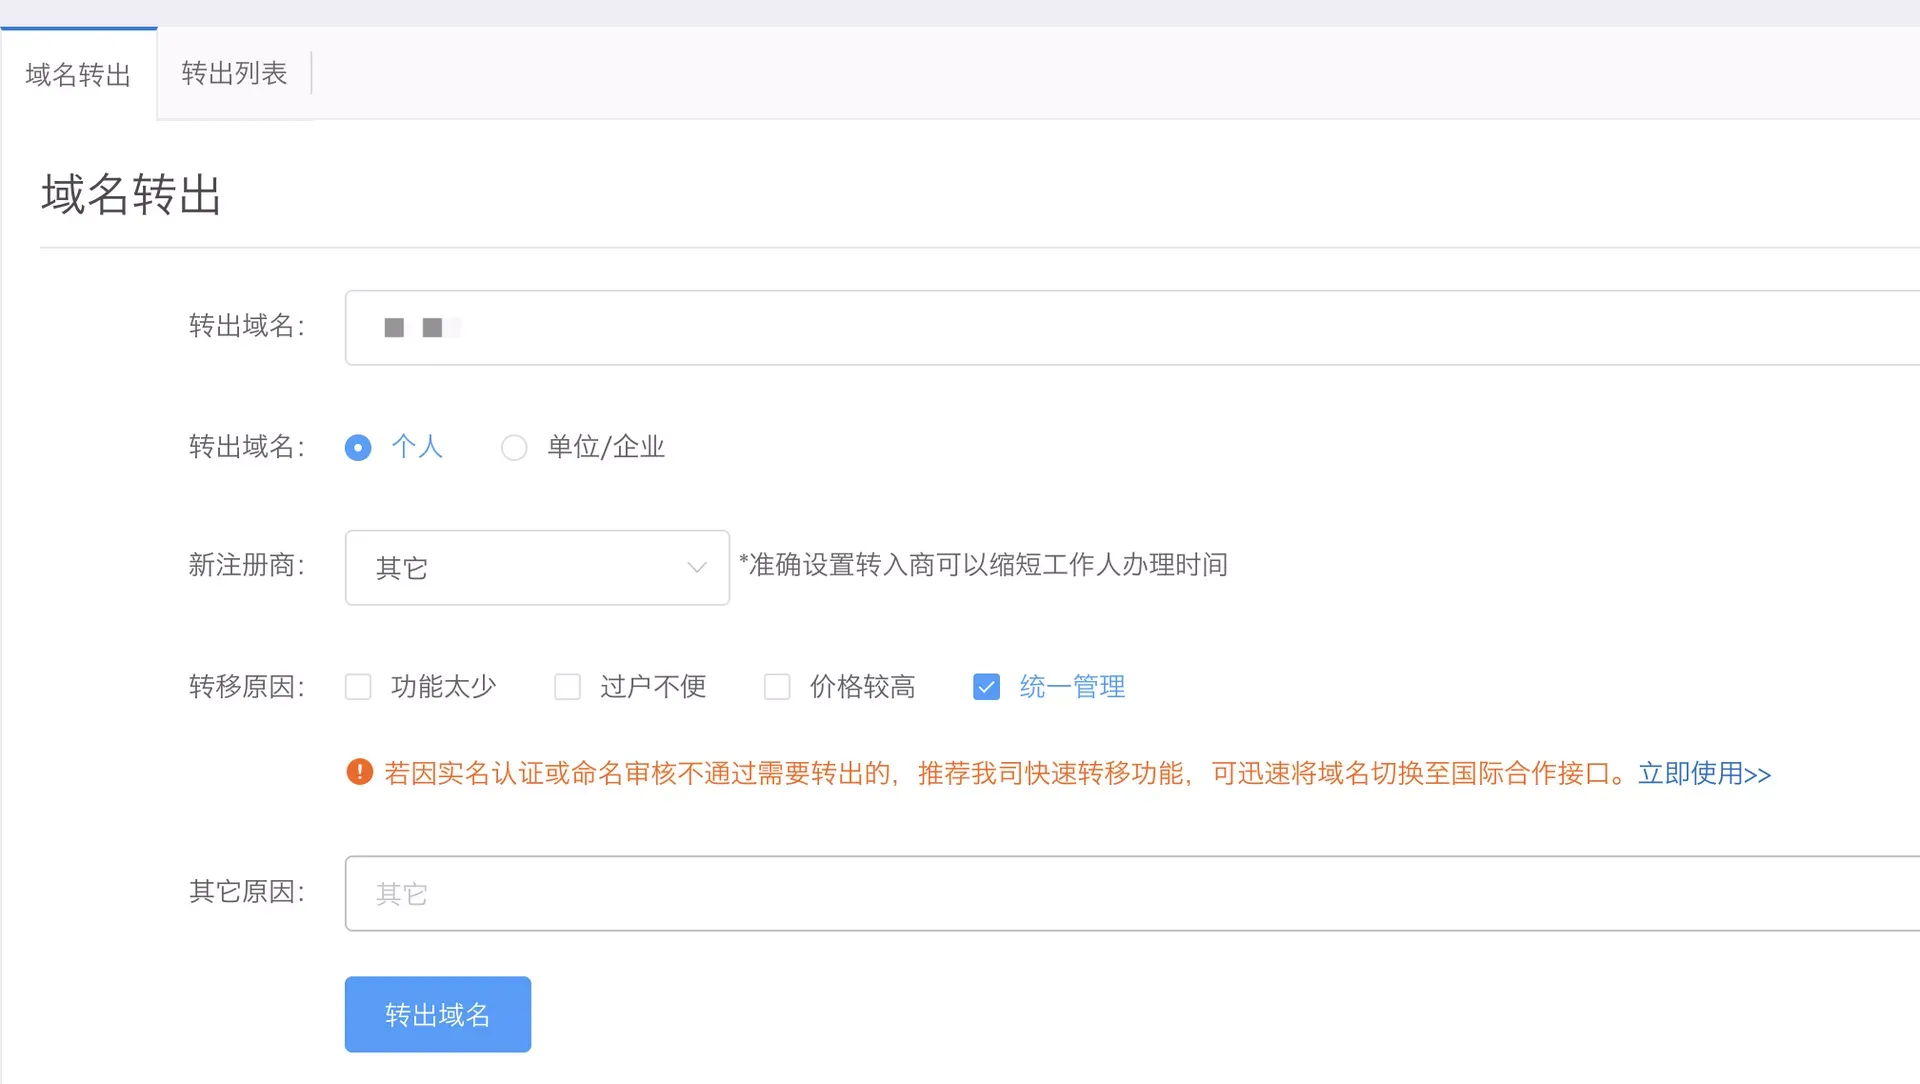 域名转出 转出列表
域名转出
转出域名：
转出域名： 个人 单位/企业
新注册商： 其它 *准确设置转入商可以缩短工作人办理时间
转移原因： 功能太少 过户不便 价格较高 统一管理
若因实名认证或命名审核不通过需要转出的，推荐我司快速转移功能，可迅速将域名切换至国际合作接口。立即使用>>
其它原因： 其它
转出域名